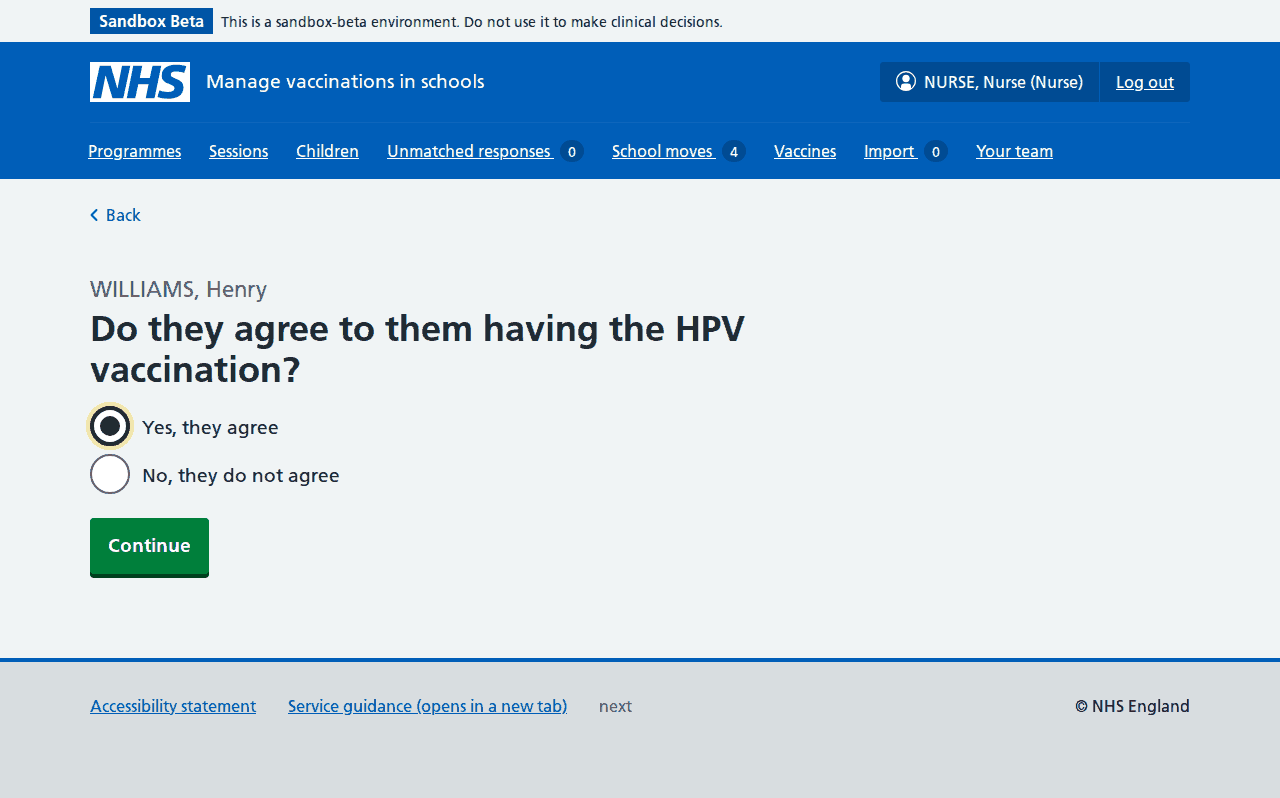 Sandbox Beta This is a sandbox-beta environment. Do not use it to make clinical decisions.
NHS Manage vaccinations in schools NURSE, Nurse (Nurse) Log out
Programmes Sessions Children Unmatched responses 0 School moves 4 Vaccines Import 0 Your team
Back
WILLIAMS, Henry
Do they agree to them having the HPV
vaccination?
Yes, they agree
No, they do not agree
Continue
Accessibility statement Service guidance (opens in a new tab) next © NHS England